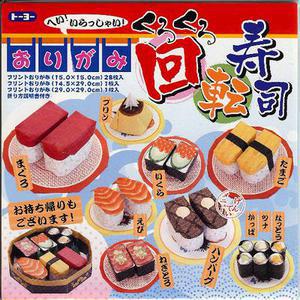 トーヨー
へい!いらっしゃい!
おりがみ
くるくる
回転
寿司
プリントおりがみ(15.0×15.0cm)28枚入
プリントおりがみ(14.5×29.0cm)1枚入
プリントおりがみ(29.0×29.0cm)1枚入
折り方説明書付き
プリン
まぐろ
いくら
たまご
お持ち帰りも
ございます!
えび
ねぎとろ
ハンバーグ
なっとう
ツナ
かっぱ